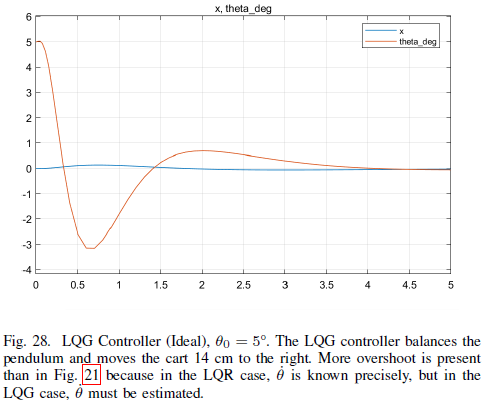 x, theta_deg
6
5
4
3
2
1
0
-1
-2
-3
-4
x
theta_deg
0 0.5 1 1.5 2 2.5 3 3.5 4 4.5 5
Fig. 28. LQG Controller (Ideal), θ₀ = 5°. The LQG controller balances the
pendulum and moves the cart 14 cm to the right. More overshoot is present
than in Fig. 21 because in the LQR case, θ̇ is known precisely, but in the
LQG case, θ̇ must be estimated.